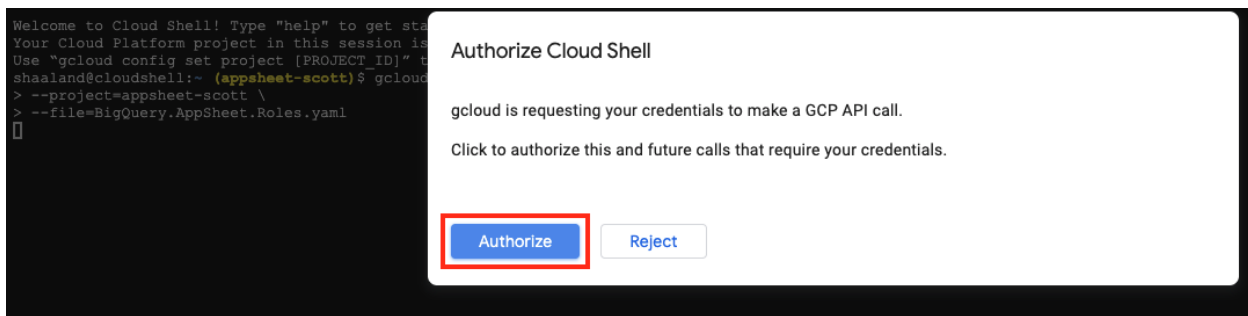 Welcome to Cloud Shell! Type "help" to get sta
Your Cloud Platform project in this session is
Use "gcloud config set project [PROJECT_ID]" t
shaaland@cloudshell:~ (appsheet-scott)$ gcloud
> --project=appsheet-scott \
> --file=BigQuery.AppSheet.Roles.yaml
Authorize Cloud Shell
gcloud is requesting your credentials to make a GCP API call.
Click to authorize this and future calls that require your credentials.
Authorize
Reject